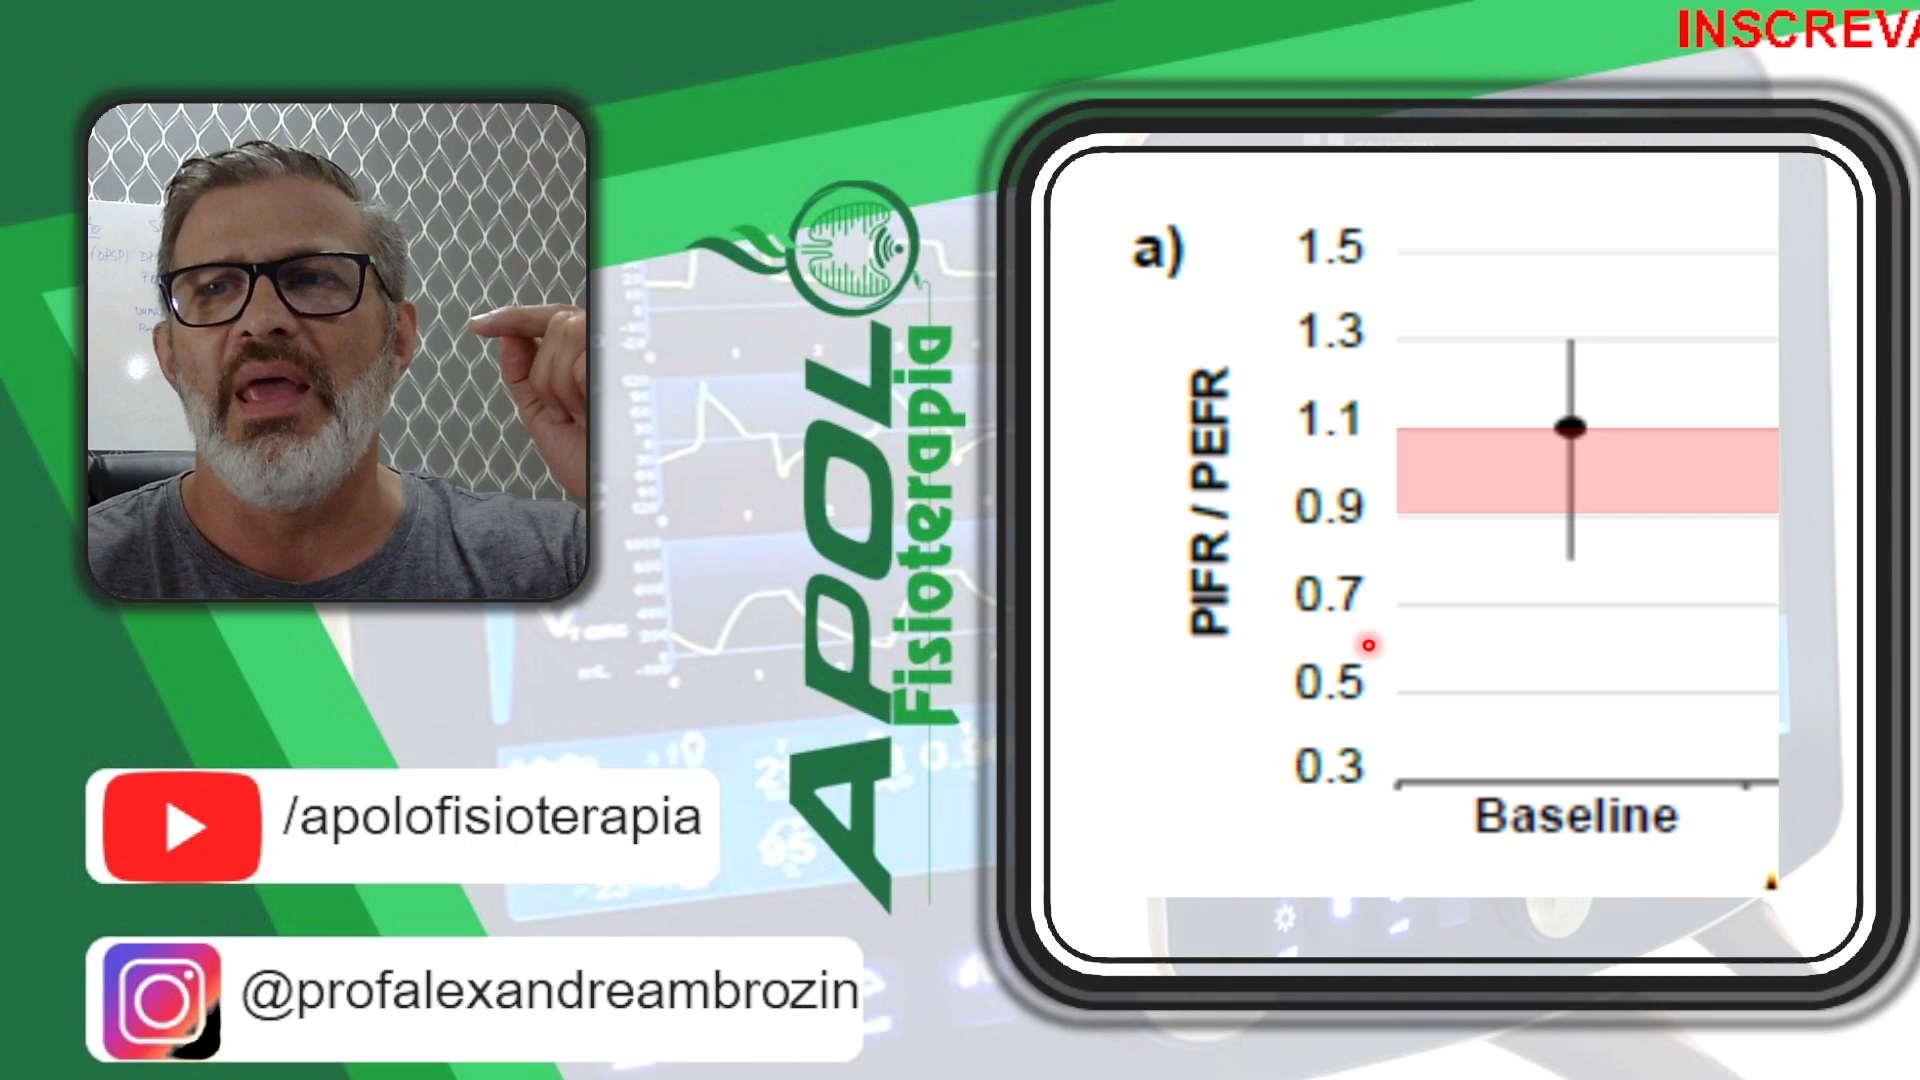 INSCREVA
a)
1.5
1.3
1.1
0.9
0.7
0.5
0.3
PIFR / PEFR
Baseline
APOLO
Fisioterapia
/apolofisioterapia
@profalexandreambrozin
95